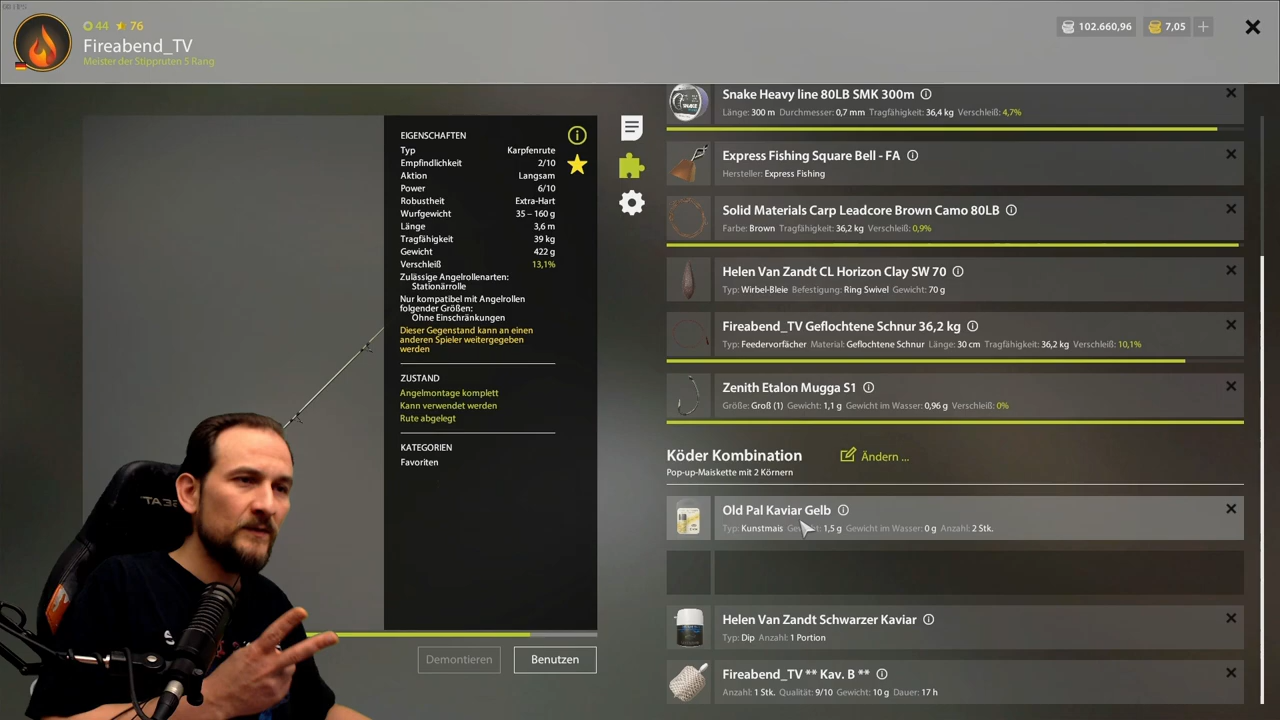 44 76
Fireabend_TV
Meister der Stippruten 5 Rang
102.660,96
7,05
EIGENSCHAFTEN
Typ Karpfenrute
Empfindlichkeit 2/10
Aktion Langsam
Power 6/10
Robustheit Extra-Hart
Wurfgewicht 35 – 160 g
Länge 3,6 m
Tragfähigkeit 39 kg
Gewicht 422 g
Verschleiß 13,1%
Zulässige Angelrollenarten:
Stationärrolle
Nur kompatibel mit Angelrollen
folgender Größen:
Ohne Einschränkungen
Dieser Gegenstand kann an einen
anderen Spieler weitergegeben
werden
ZUSTAND
Angelmontage komplett
Kann verwendet werden
Rute abgelegt
KATEGORIEN
Favoriten
Demontieren
Benutzen
Snake Heavy line 80LB SMK 300m
Länge: 300 m Durchmesser: 0,7 mm Tragfähigkeit: 36,4 kg Verschleiß: 4,7%
Express Fishing Square Bell - FA
Hersteller: Express Fishing
Solid Materials Carp Leadcore Brown Camo 80LB
Farbe: Brown Tragfähigkeit: 36,2 kg Verschleiß: 0,9%
Helen Van Zandt CL Horizon Clay SW 70
Typ: Wirbel-Bleie Befestigung: Ring Swivel Gewicht: 70 g
Fireabend_TV Geflochtene Schnur 36,2 kg
Typ: Feedervorfächer Material: Geflochtene Schnur Länge: 30 cm Tragfähigkeit: 36,2 kg Verschleiß: 10,1%
Zenith Etalon Mugga S1
Größe: Groß (1) Gewicht: 1,1 g Gewicht im Wasser: 0,96 g Verschleiß: 0%
Köder Kombination Ändern ...
Pop-up-Maiskette mit 2 Körnern
Old Pal Kaviar Gelb
Typ: Kunstmais 1,5 g Gewicht im Wasser: 0 g Anzahl: 2 Stk.
Helen Van Zandt Schwarzer Kaviar
Typ: Dip Anzahl: 1 Portion
Fireabend_TV ** Kav. B **
Anzahl: 1 Stk. Qualität: 9/10 Gewicht: 10 g Dauer: 17 h